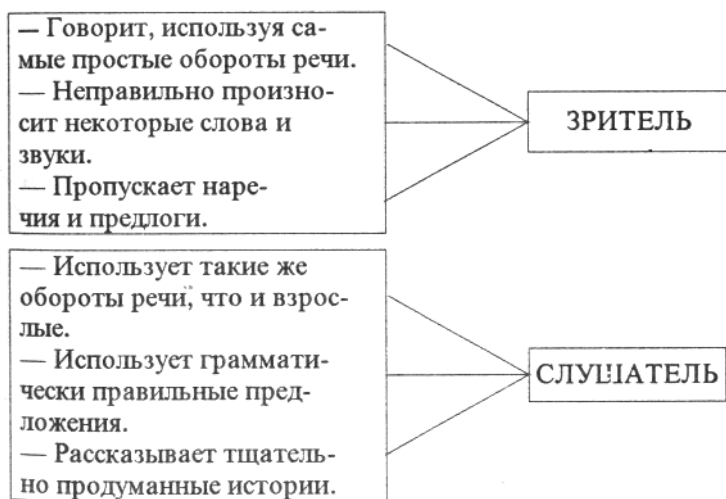 — Говорит, используя са-
мые простые обороты речи.
— Неправильно произно-
сит некоторые слова и
звуки.
— Пропускает наре-
чия и предлоги.
ЗРИТЕЛЬ
— Использует такие же
обороты речи, что и взрос-
лые.
— Использует граммати-
чески правильные пред-
ложения.
— Рассказывает тщатель-
но продуманные истории.
СЛУШАТЕЛЬ